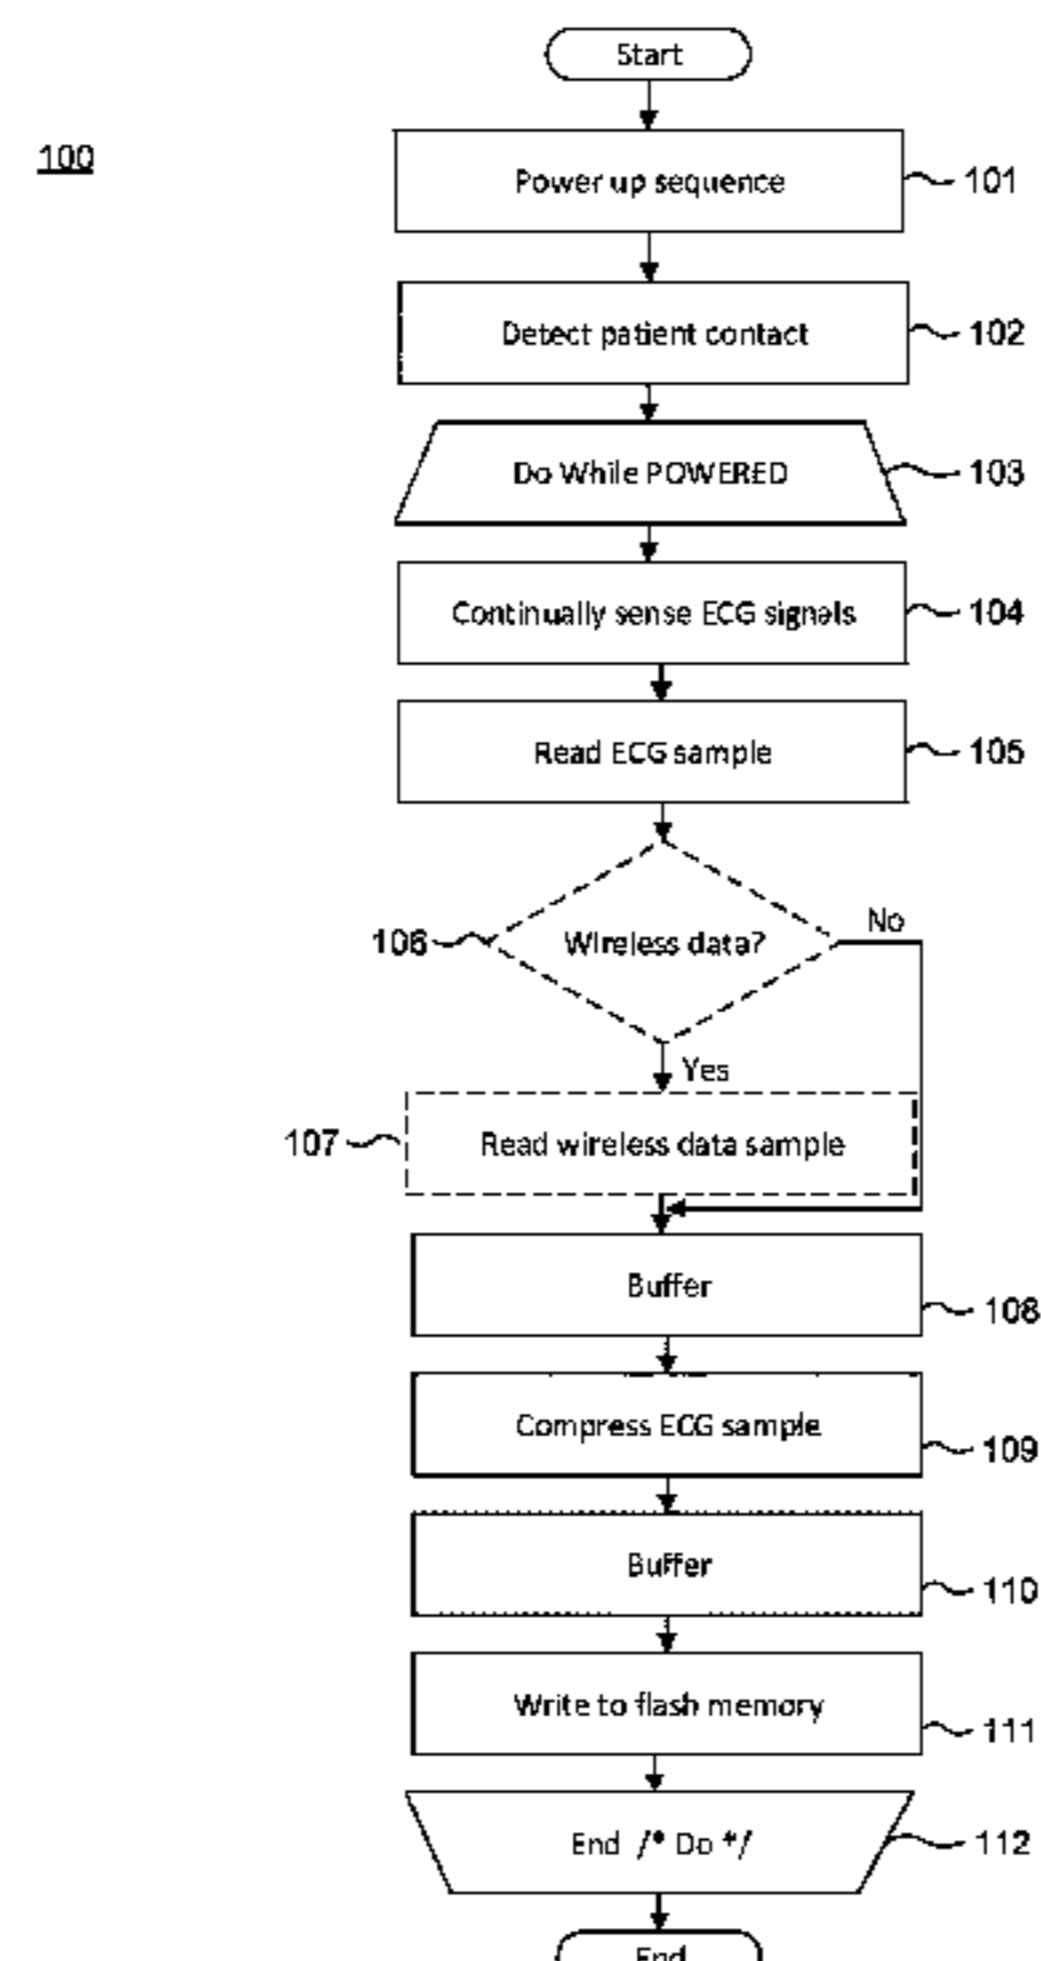 Start
100
Power up sequence
101
Detect patient contact
102
Do While POWERED
103
Continually sense ECG signals
104
Read ECG sample
105
No
106
Wireless data?
Yes
107
Read wireless data sample
Buffer
108
Compress ECG sample
109
Buffer
110
Write to flash memory
111
End /* Do */
112
End